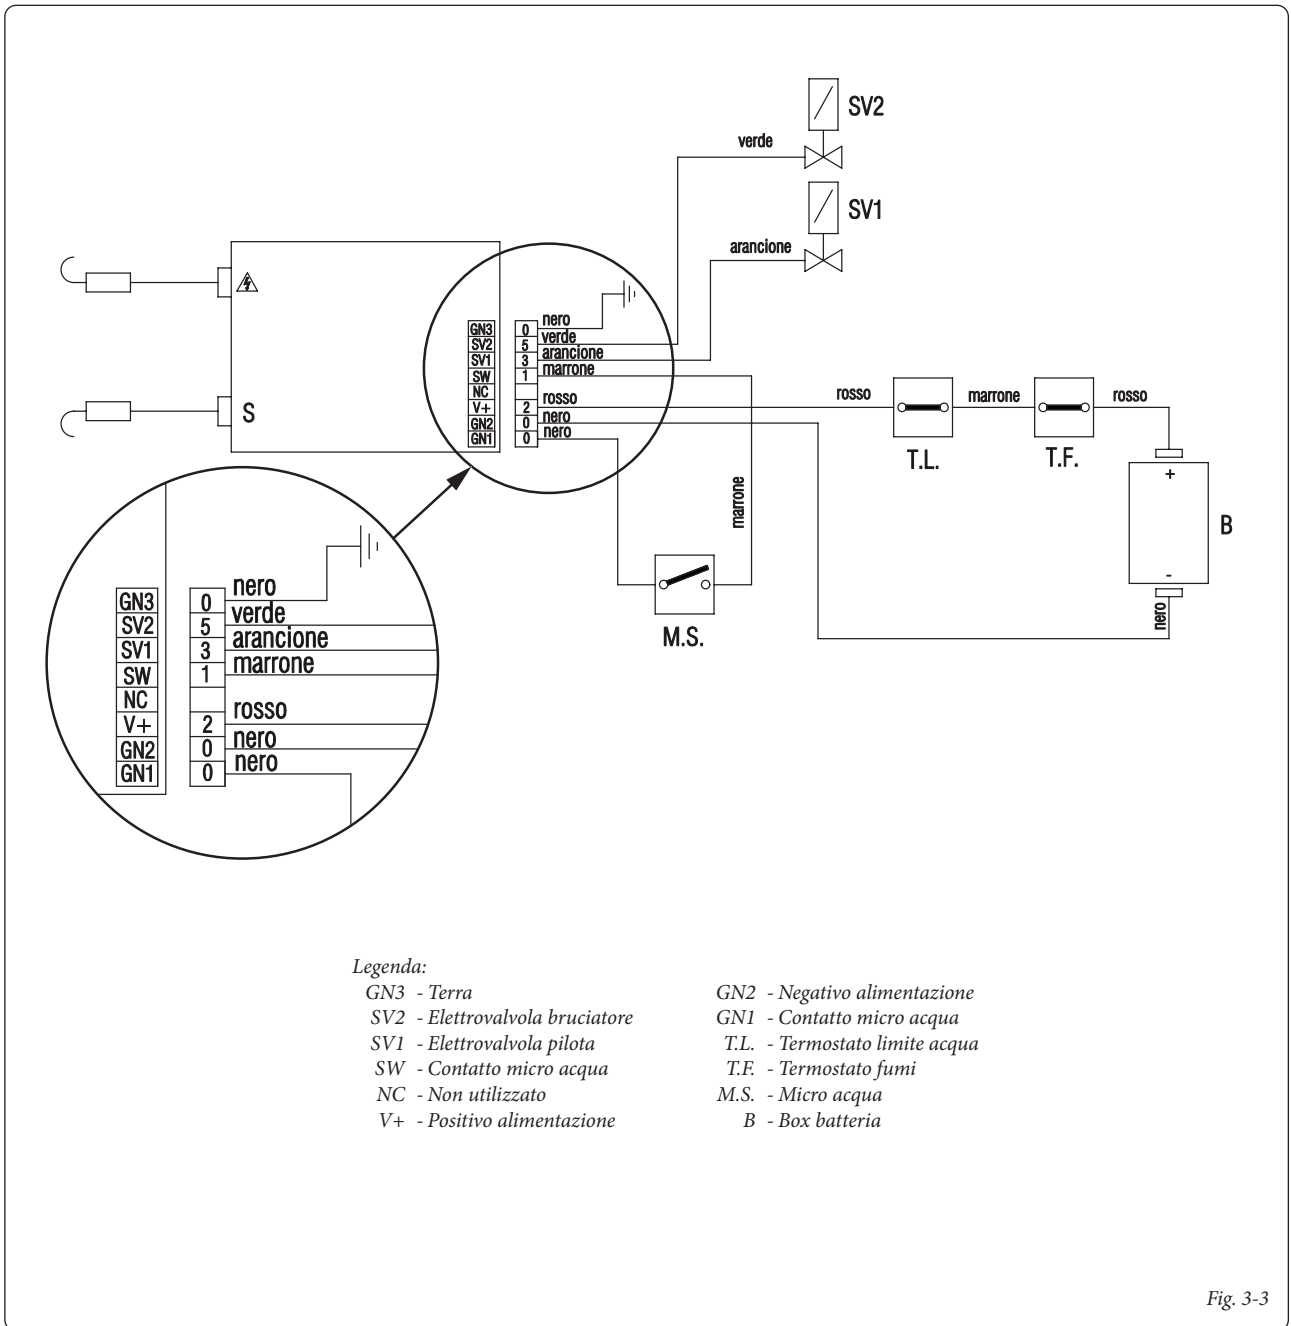 SV2
verde
SV1
arancione
S
GN3 0 nero
SV2 5 verde
SV1 3 arancione
SW 1 marrone
NC
V+ 2 rosso
GN2 0 nero
GN1 0 nero
rosso
marrone
rosso
T.L.
T.F.
+
B
-
nero
marrone
M.S.
GN3 0 nero
SV2 5 verde
SV1 3 arancione
SW 1 marrone
NC
V+ 2 rosso
GN2 0 nero
GN1 0 nero
Legenda:
GN3 - Terra
SV2 - Elettrovalvola bruciatore
SV1 - Elettrovalvola pilota
SW - Contatto micro acqua
NC - Non utilizzato
V+ - Positivo alimentazione
GN2 - Negativo alimentazione
GN1 - Contatto micro acqua
T.L. - Termostato limite acqua
T.F. - Termostato fumi
M.S. - Micro acqua
B - Box batteria
Fig. 3-3